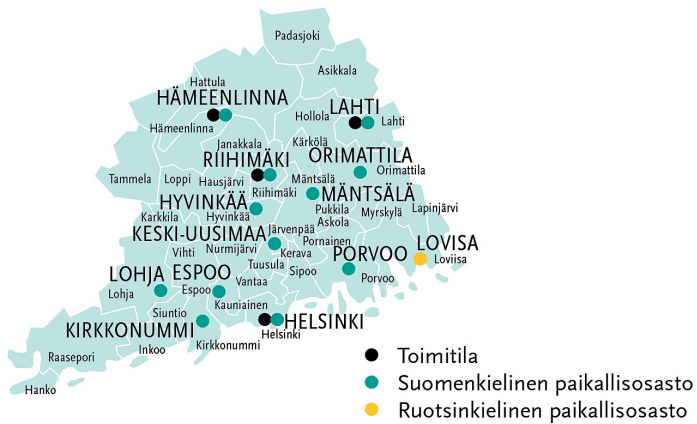 Padasjoki
Asikkala
Hattula
HÄMEENLINNA
LAHTI
Hollola
Lahti
Hämeenlinna
Janakkala
Kärkölä
RIIHIMÄKI
ORIMATTILA
Orimattila
Tammela
Loppi
Hausjärvi
Mäntsälä
Riihimäki
MÄNTSÄLÄ
HYVINKÄÄ
Pukkila
Myrskylä
Lapinjärvi
Karkkila
Hyvinkää
Askola
KESKI-UUSIMAA
Järvenpää
Pornainen
LOVISA
Nurmijärvi
Vihti
Kerava
PORVOO
Loviisa
Tuusula
Sipoo
LOHJA
ESPOO
Vantaa
Porvoo
Lohja
Espoo
Kauniainen
Siuntio
KIRKKONUMMI
HELSINKI
Helsinki
Kirkkonummi
Inkoo
Raasepori
Hanko
Toimitila
Suomenkielinen paikallisosasto
Ruotsinkielinen paikallisosasto